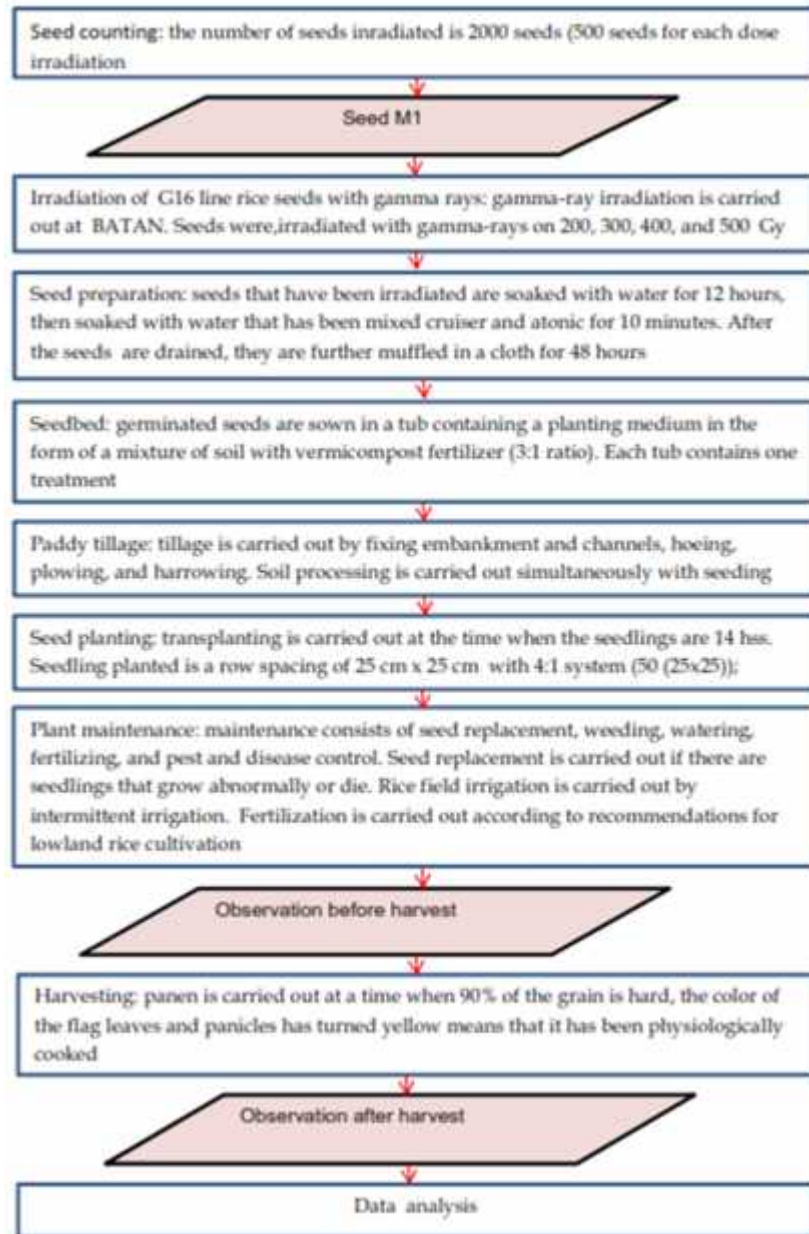 Seed counting: the number of seeds inradiated is 2000 seeds (500 seeds for each dose
irradiation
Seed M1
Irradiation of G16 line rice seeds with gamma rays: gamma-ray irradiation is carried
out at BATAN. Seeds were,irradiated with gamma-rays on 200, 300, 400, and 500 Gy
Seed preparation: seeds that have been irradiated are soaked with water for 12 hours,
then soaked with water that has been mixed cruiser and atonic for 10 minutes. After
the seeds are drained, they are further muffled in a cloth for 48 hours
Seedbed: germinated seeds are sown in a tub containing a planting medium in the
form of a mixture of soil with vermicompost fertilizer (3:1 ratio). Each tub contains one
treatment
Paddy tillage: tillage is carried out by fixing embankment and channels, hoeing,
plowing, and harrowing. Soil processing is carried out simultaneously with seeding
Seed planting: transplanting is carried out at the time when the seedlings are 14 hss.
Seedling planted is a row spacing of 25 cm x 25 cm with 4:1 system (50 (25x25));
Plant maintenance: maintenance consists of seed replacement, weeding, watering,
fertilizing, and pest and disease control. Seed replacement is carried out if there are
seedlings that grow abnormally or die. Rice field irrigation is carried out by
intermittent irrigation. Fertilization is carried out according to recommendations for
lowland rice cultivation
Observation before harvest
Harvesting: panen is carried out at a time when 90% of the grain is hard, the color of
the flag leaves and panicles has turned yellow means that it has been physiologically
cooked
Observation after harvest
Data analysis